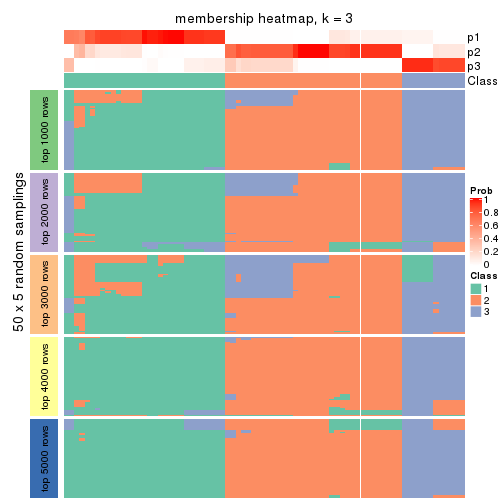 membership heatmap, k = 3
p1
p2
p3
Class
50 x 5 random samplings
top 1000 rows
top 2000 rows
top 3000 rows
top 4000 rows
top 5000 rows
Prob
1
0.8
0.6
0.4
0.2
0
Class
1
2
3